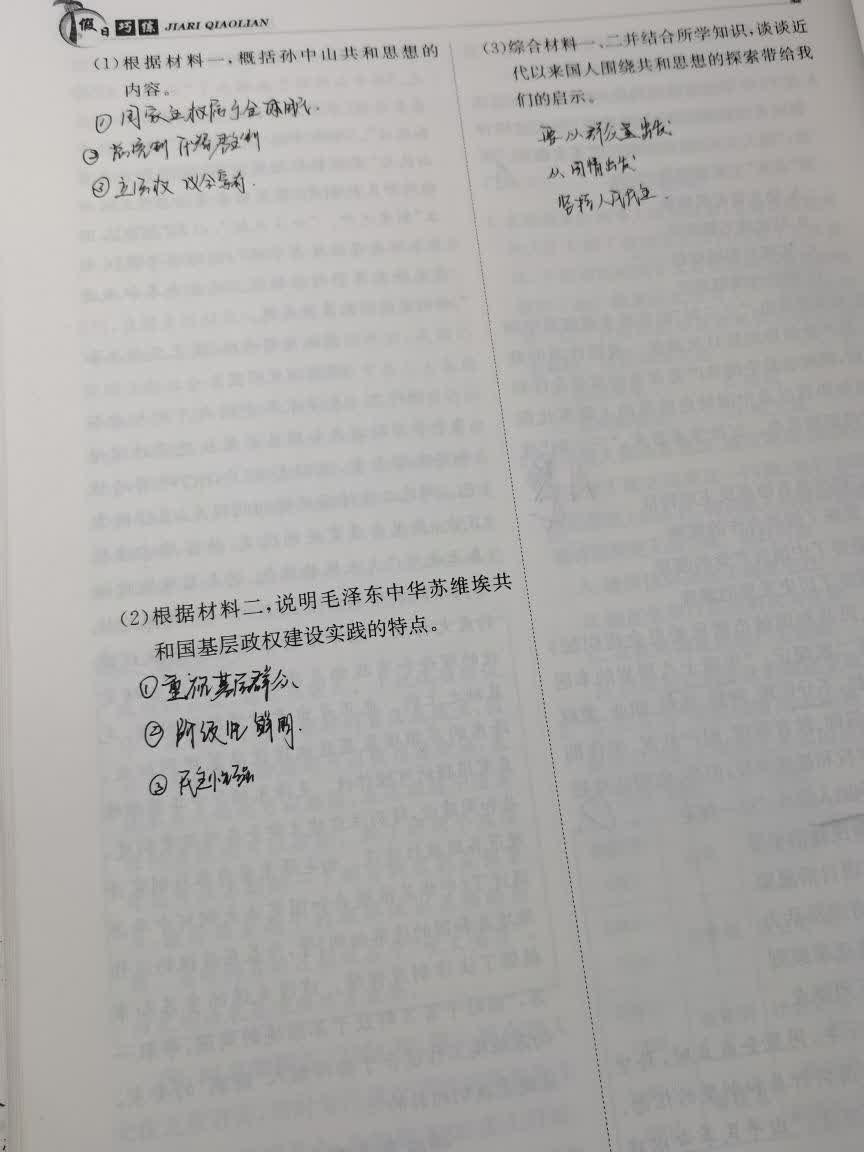 假日巧练 JIARI QIAOLIAN
(1)根据材料一,概括孙中山共和思想的
内容。
①国家主权属于全体国民.
②总统制 代替君主制
③立法权 议会享有.
(2)根据材料二,说明毛泽东中华苏维埃共
和国基层政权建设实践的特点。
①重视基层群众、
②阶级性鲜明.
③民主性强
(3)综合材料一、二并结合所学知识,谈谈近
代以来国人围绕共和思想的探索带给我
们的启示。
要从群众出发
从国情出发
坚持人民民主.